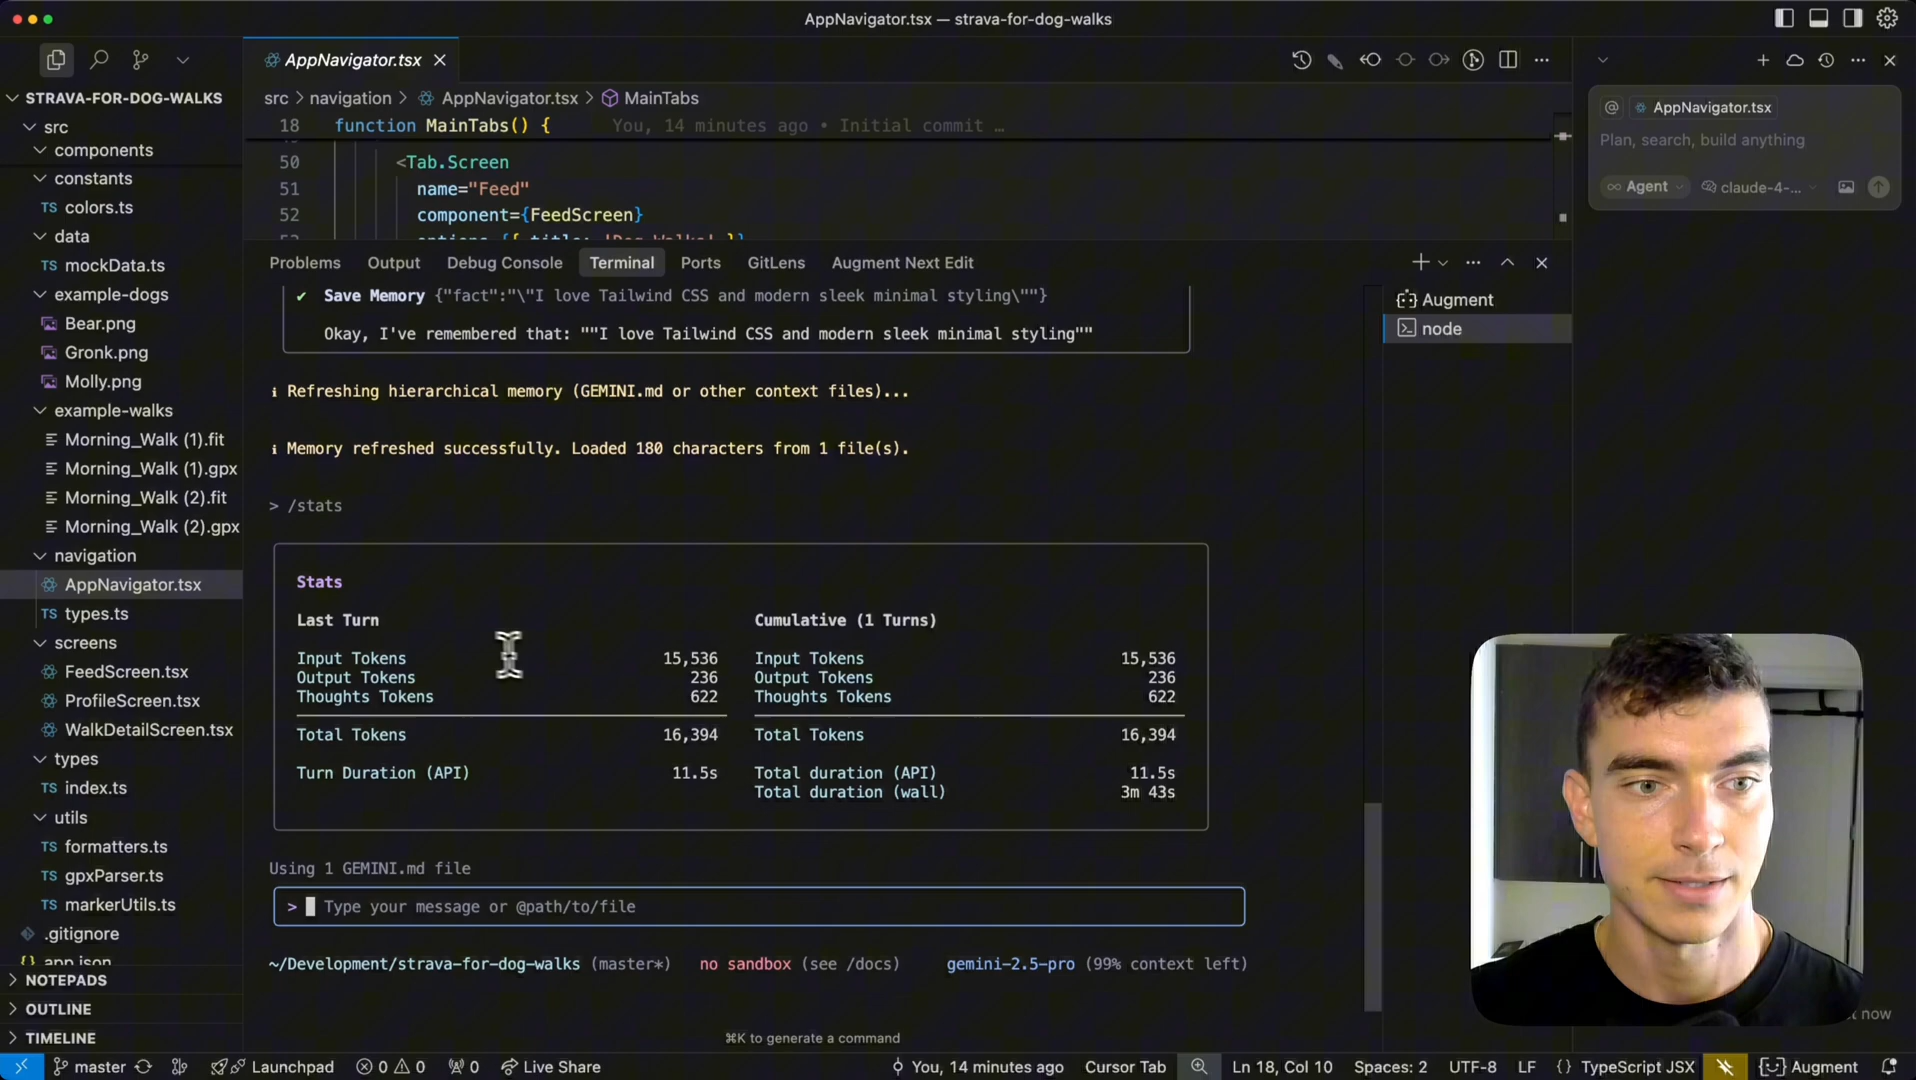 AppNavigator.tsx — strava-for-dog-walks
AppNavigator.tsx
STRAVA-FOR-DOG-WALKS
src
components
constants
TS colors.ts
data
TS mockData.ts
example-dogs
Bear.png
Gronk.png
Molly.png
example-walks
Morning_Walk (1).fit
Morning_Walk (1).gpx
Morning_Walk (2).fit
Morning_Walk (2).gpx
navigation
AppNavigator.tsx
TS types.ts
screens
FeedScreen.tsx
ProfileScreen.tsx
WalkDetailScreen.tsx
types
TS index.ts
utils
TS formatters.ts
TS gpxParser.ts
TS markerUtils.ts
.gitignore
{} app.json
NOTEPADS
OUTLINE
TIMELINE
src > navigation > AppNavigator.tsx > MainTabs
18 function MainTabs() { You, 14 minutes ago • Initial commit …
50 <Tab.Screen
51 name="Feed"
52 component={FeedScreen}
Problems Output Debug Console Terminal Ports GitLens Augment Next Edit
✔ Save Memory {"fact":"\"I love Tailwind CSS and modern sleek minimal styling\""}
Okay, I've remembered that: ""I love Tailwind CSS and modern sleek minimal styling""
ℹ Refreshing hierarchical memory (GEMINI.md or other context files)...
ℹ Memory refreshed successfully. Loaded 180 characters from 1 file(s).
> /stats
Stats
Last Turn Cumulative (1 Turns)
Input Tokens 15,536 Input Tokens 15,536
Output Tokens 236 Output Tokens 236
Thoughts Tokens 622 Thoughts Tokens 622
Total Tokens 16,394 Total Tokens 16,394
Turn Duration (API) 11.5s Total duration (API) 11.5s
Total duration (wall) 3m 43s
Using 1 GEMINI.md file
> Type your message or @path/to/file
~/Development/strava-for-dog-walks (master*) no sandbox (see /docs) gemini-2.5-pro (99% context left)
⌘K to generate a command
Augment
node
@ AppNavigator.tsx
Plan, search, build anything
∞ Agent claude-4-...
now
master Launchpad 0 0 0 Live Share You, 14 minutes ago Cursor Tab Ln 18, Col 10 Spaces: 2 UTF-8 LF {} TypeScript JSX Augment